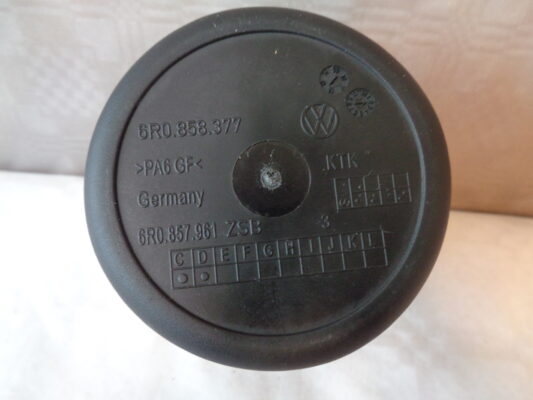 6R0.858.377
>PA6 GF<
KTK
Germany
6R0.857.961 ZSB
3
C D E F G H I J K L